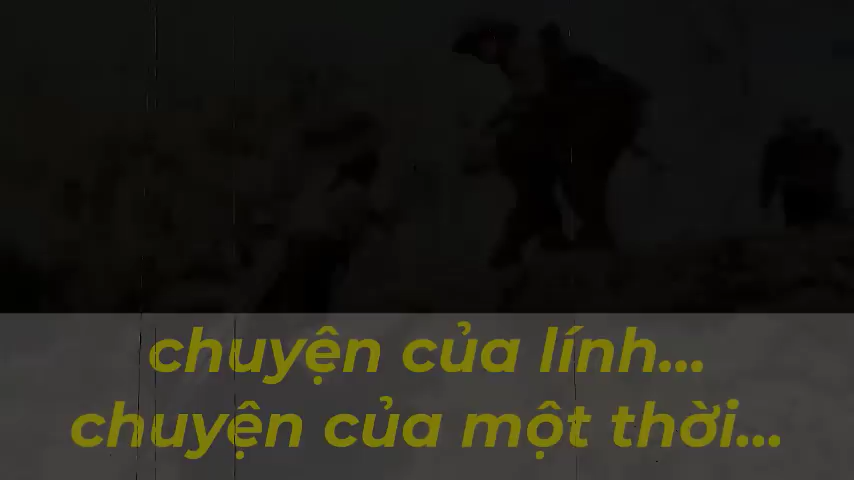 chuyện của lính...
chuyện của một thời...